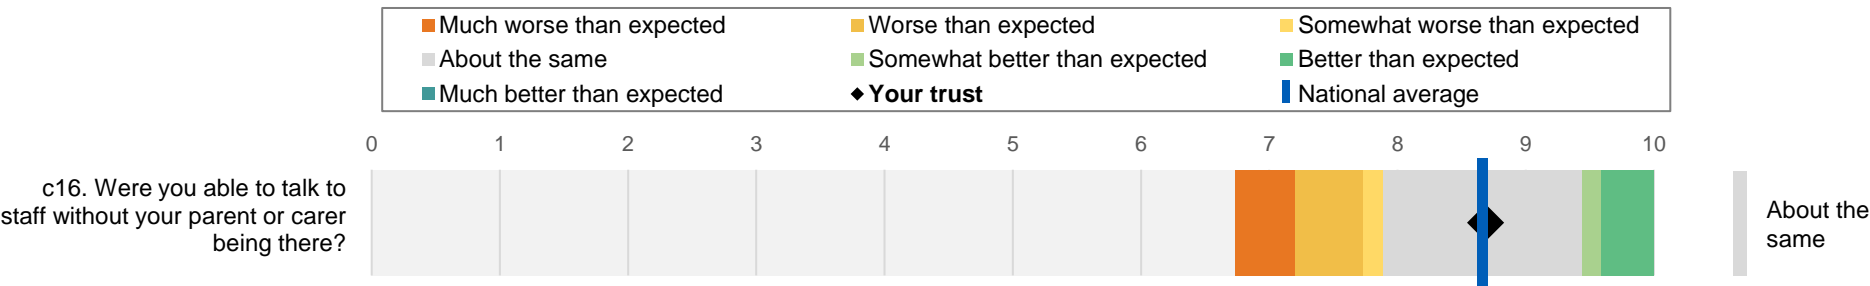 Much worse than expected Worse than expected Somewhat worse than expected
About the same Somewhat better than expected Better than expected
Much better than expected Your trust National average
0 1 2 3 4 5 6 7 8 9 10
c16. Were you able to talk to
staff without your parent or carer
being there?
About the
same